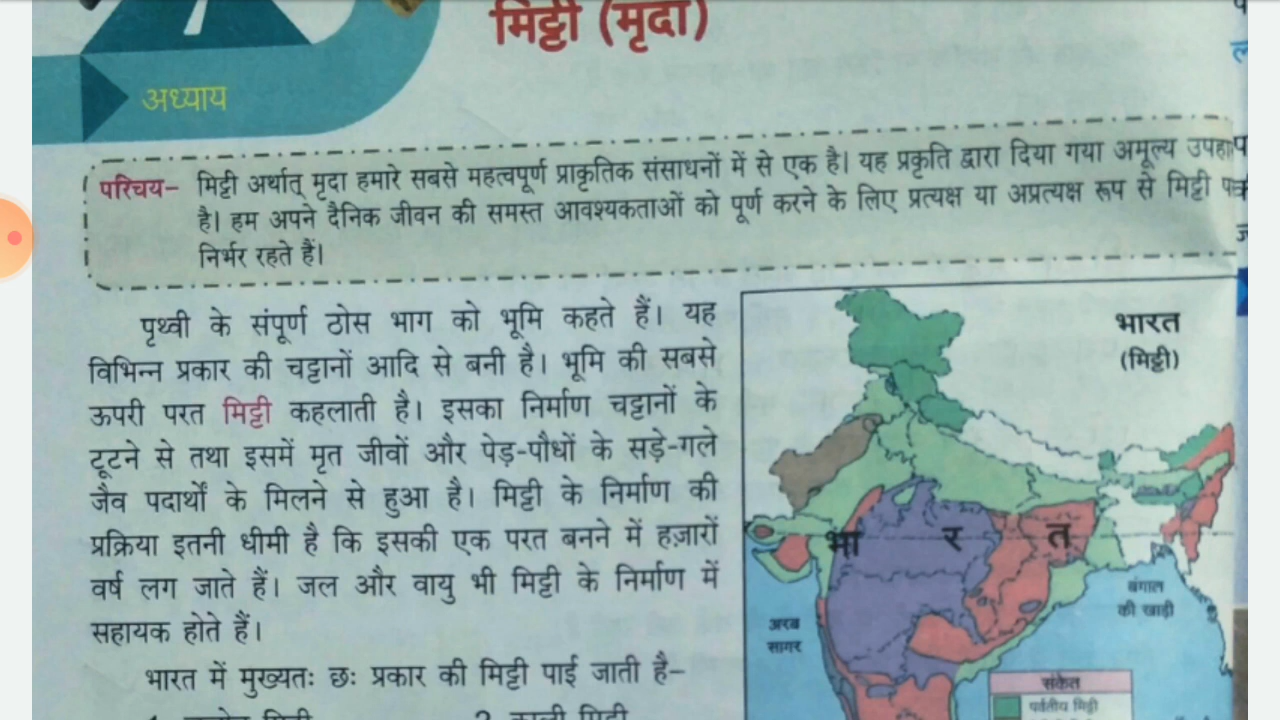 मिट्टी (मृदा)
अध्याय
परिचय– मिट्टी अर्थात् मृदा हमारे सबसे महत्वपूर्ण प्राकृतिक संसाधनों में से एक है। यह प्रकृति द्वारा दिया गया अमूल्य उपहार
है। हम अपने दैनिक जीवन की समस्त आवश्यकताओं को पूर्ण करने के लिए प्रत्यक्ष या अप्रत्यक्ष रूप से मिट्टी पर
निर्भर रहते हैं।
पृथ्वी के संपूर्ण ठोस भाग को भूमि कहते हैं। यह
विभिन्न प्रकार की चट्टानों आदि से बनी है। भूमि की सबसे
ऊपरी परत मिट्टी कहलाती है। इसका निर्माण चट्टानों के
टूटने से तथा इसमें मृत जीवों और पेड़-पौधों के सड़े-गले
जैव पदार्थों के मिलने से हुआ है। मिट्टी के निर्माण की
प्रक्रिया इतनी धीमी है कि इसकी एक परत बनने में हज़ारों
वर्ष लग जाते हैं। जल और वायु भी मिट्टी के निर्माण में
सहायक होते हैं।
भारत में मुख्यतः छः प्रकार की मिट्टी पाई जाती है–
2. काली मिट्टी
भारत
(मिट्टी)
भा र त
बंगाल
की खाड़ी
अरब
सागर
संकेत
पर्वतीय मिट्टी